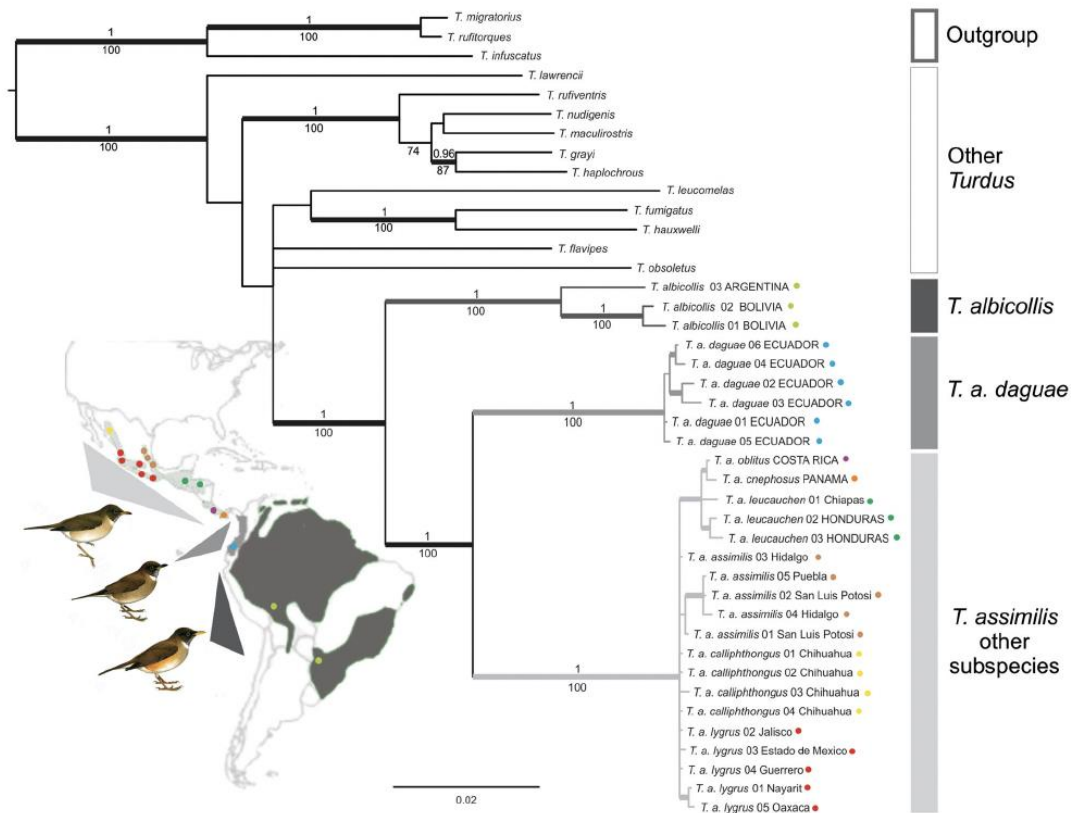 1
100
1
100
T. migratorius
T. rufitorques
T. infuscatus
Outgroup
1
100
T. lawrencii
1
100
T. rufiventris
74
T. nudigenis
T. maculirostris
0.96
87
T. grayi
T. haplochrous
T. leucomelas
1
100
T. fumigatus
T. hauxwelli
T. flavipes
T. obsoletus
Other
Turdus
1
100
T. albicollis 03 ARGENTINA
1
100
T. albicollis 02 BOLIVIA
T. albicollis 01 BOLIVIA
T. albicollis
1
100
1
100
T. a. daguae 06 ECUADOR
T. a. daguae 04 ECUADOR
T. a. daguae 02 ECUADOR
T. a. daguae 03 ECUADOR
T. a. daguae 01 ECUADOR
T. a. daguae 05 ECUADOR
T. a. daguae
1
100
1
100
T. a. oblitus COSTA RICA
T. a. cnephosus PANAMA
T. a. leucauchen 01 Chiapas
T. a. leucauchen 02 HONDURAS
T. a. leucauchen 03 HONDURAS
T. a. assimilis 03 Hidalgo
T. a. assimilis 05 Puebla
T. a. assimilis 02 San Luis Potosi
T. a. assimilis 04 Hidalgo
T. a. assimilis 01 San Luis Potosi
T. a. calliphthongus 01 Chihuahua
T. a. calliphthongus 02 Chihuahua
T. a. calliphthongus 03 Chihuahua
T. a. calliphthongus 04 Chihuahua
T. a. lygrus 02 Jalisco
T. a. lygrus 03 Estado de Mexico
T. a. lygrus 04 Guerrero
T. a. lygrus 01 Nayarit
T. a. lygrus 05 Oaxaca
T. assimilis
other
subspecies
0.02